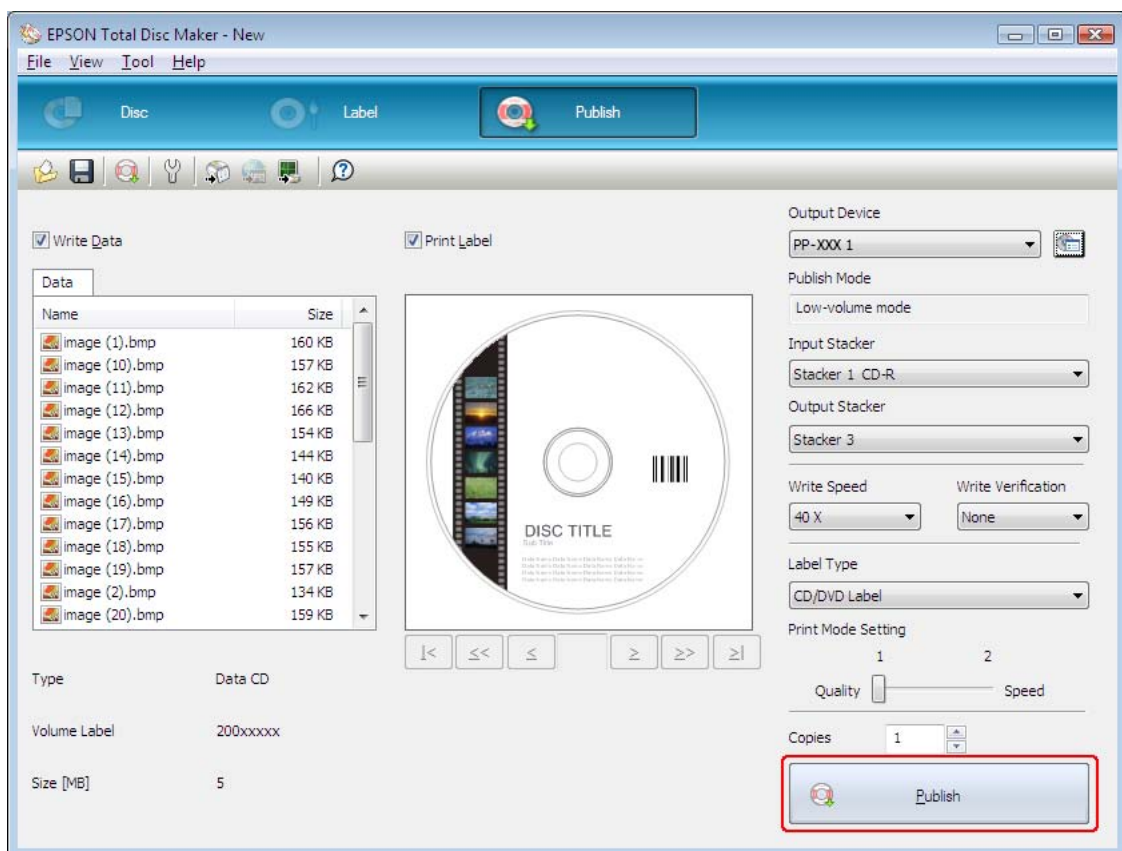 EPSON Total Disc Maker - New
File View Tool Help
Disc
Label
Publish
Write Data
Print Label
Data
Name Size
image (1).bmp 160 KB
image (10).bmp 157 KB
image (11).bmp 162 KB
image (12).bmp 166 KB
image (13).bmp 154 KB
image (14).bmp 144 KB
image (15).bmp 140 KB
image (16).bmp 149 KB
image (17).bmp 156 KB
image (18).bmp 155 KB
image (19).bmp 157 KB
image (2).bmp 134 KB
image (20).bmp 159 KB
Type Data CD
Volume Label 200xxxxx
Size [MB] 5
DISC TITLE
Sub Title
|< << < > >> >|
Output Device
PP-XXX 1
Publish Mode
Low-volume mode
Input Stacker
Stacker 1 CD-R
Output Stacker
Stacker 3
Write Speed Write Verification
40 X None
Label Type
CD/DVD Label
Print Mode Setting
1 2
Quality Speed
Copies 1
Publish